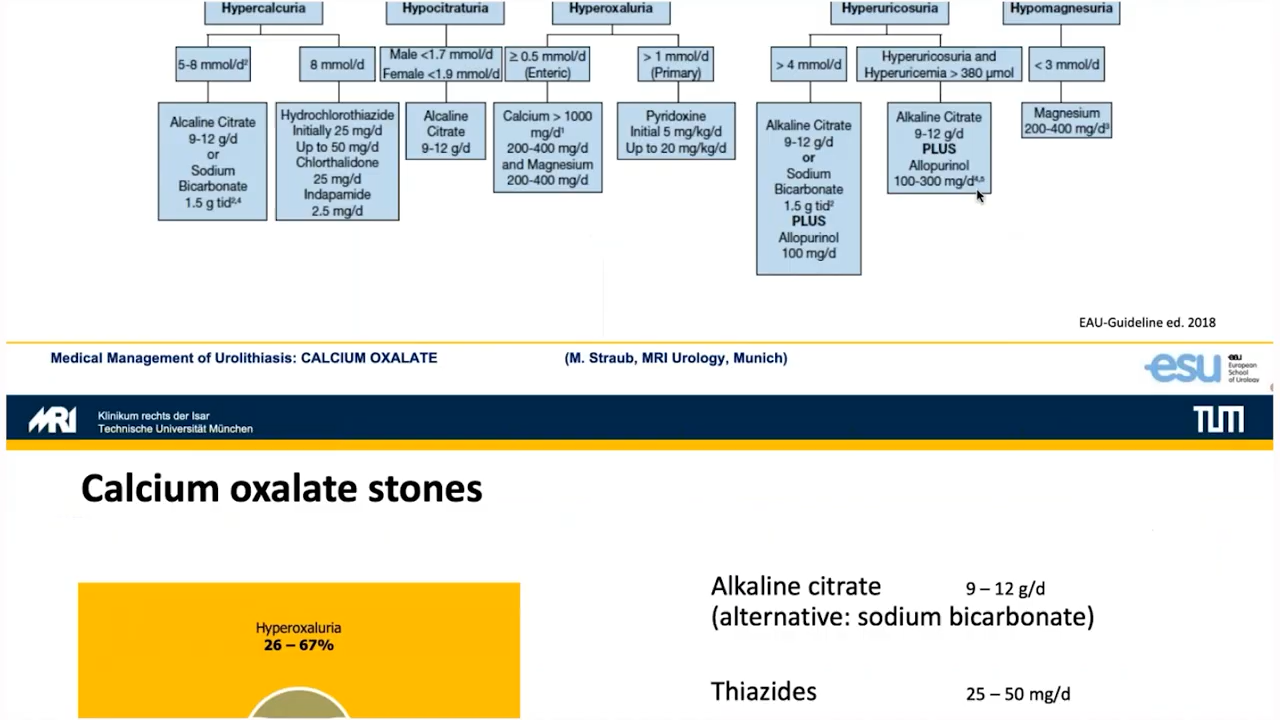 Hypercalcuria
Hypocitraturia
Hyperoxaluria
Hyperuricosuria
Hypomagnesuria
5-8 mmol/d²
8 mmol/d
Male <1.7 mmol/d
Female <1.9 mmol/d
≥ 0.5 mmol/d
(Enteric)
> 1 mmol/d
(Primary)
> 4 mmol/d
Hyperuricosuria and
Hyperuricemia > 380 µmol
< 3 mmol/d
Alcaline Citrate
9-12 g/d
or
Sodium
Bicarbonate
1.5 g tid²,⁴
Hydrochlorothiazide
Initially 25 mg/d
Up to 50 mg/d
Chlorthalidone
25 mg/d
Indapamide
2.5 mg/d
Alcaline
Citrate
9-12 g/d
Calcium > 1000
mg/d¹
200-400 mg/d
and Magnesium
200-400 mg/d
Pyridoxine
Initial 5 mg/kg/d
Up to 20 mg/kg/d
Alkaline Citrate
9-12 g/d
or
Sodium
Bicarbonate
1.5 g tid²
PLUS
Allopurinol
100 mg/d
Alkaline Citrate
9-12 g/d
PLUS
Allopurinol
100-300 mg/d⁴,⁵
Magnesium
200-400 mg/d³
EAU-Guideline ed. 2018
Medical Management of Urolithiasis: CALCIUM OXALATE (M. Straub, MRI Urology, Munich)
esu
eau
European
School
of Urology
MRI
Klinikum rechts der Isar
Technische Universität München
TUM
Calcium oxalate stones
Hyperoxaluria
26 – 67%
Alkaline citrate 9 – 12 g/d
(alternative: sodium bicarbonate)
Thiazides 25 – 50 mg/d